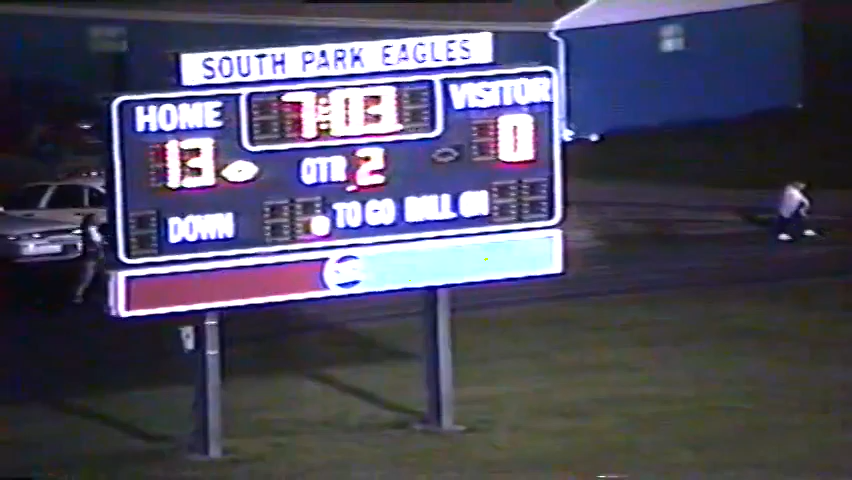 SOUTH PARK EAGLES
HOME 7:03 VISITOR
13 QTR 2 0
DOWN TO GO BALL ON